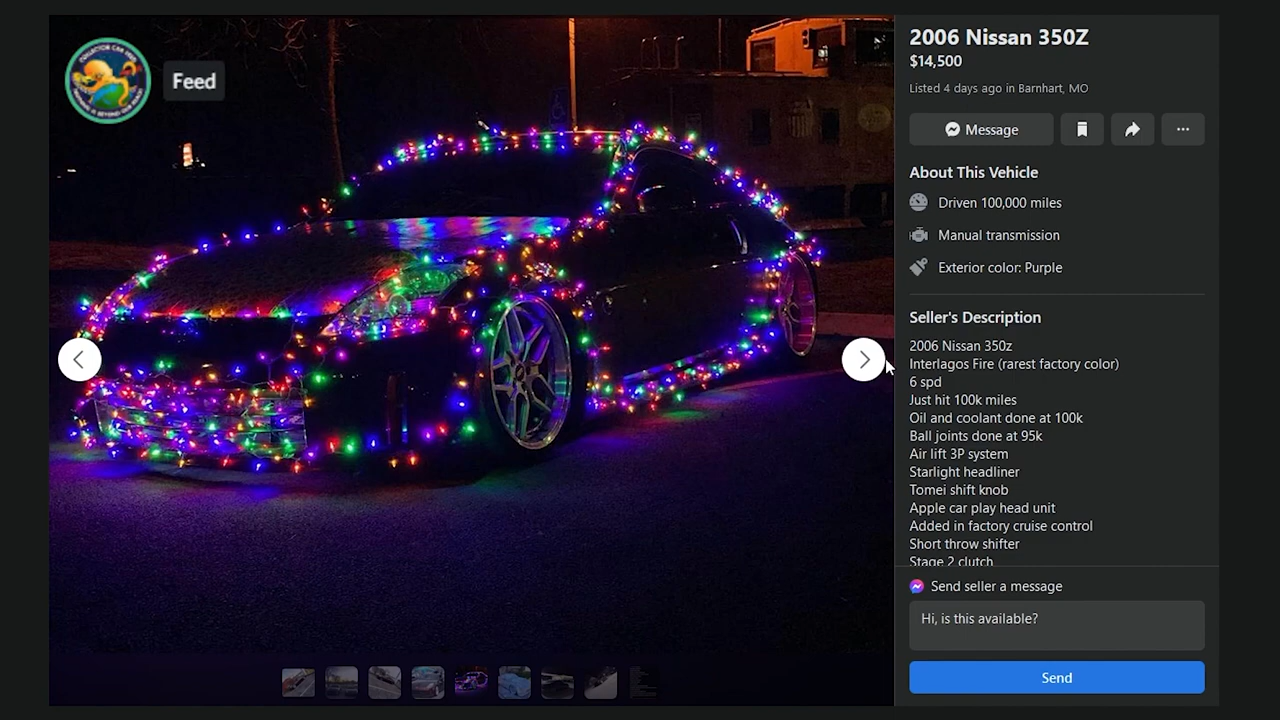 Feed
2006 Nissan 350Z
$14,500
Listed 4 days ago in Barnhart, MO
Message
About This Vehicle
Driven 100,000 miles
Manual transmission
Exterior color: Purple
Seller's Description
2006 Nissan 350z
Interlagos Fire (rarest factory color)
6 spd
Just hit 100k miles
Oil and coolant done at 100k
Ball joints done at 95k
Air lift 3P system
Starlight headliner
Tomei shift knob
Apple car play head unit
Added in factory cruise control
Short throw shifter
Stage 2 clutch
Send seller a message
Hi, is this available?
Send